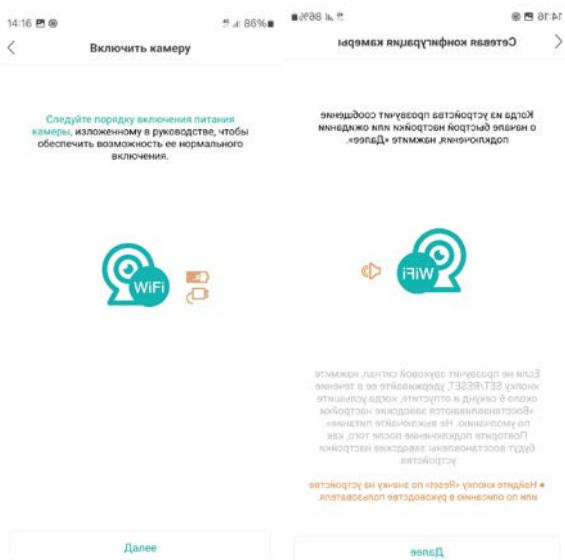 14:16
86%
Включить камеру
Следуйте порядку включения питания
камеры, изложенному в руководстве, чтобы
обеспечить возможность ее нормального
включения.
WiFi
Далее
14:16
86%
Сетевая конфигурация камеры
Когда из устройства прозвучит сообщение
о начале быстрой настройки или ожидании
подключения, нажмите «Далее».
WiFi
Если не прозвучит звуковой сигнал, нажмите
кнопку SET/RESET, удерживайте ее в течение
около 6 секунд и отпустите, когда услышите
«Восстанавливаются заводские настройки
по умолчанию. Не выключайте питание».
Повторите подключение после того, как
будут восстановлены заводские настройки
устройства.
• Найдите кнопку «Reset» по значку на устройстве
или по описанию в руководстве пользователя.
Далее